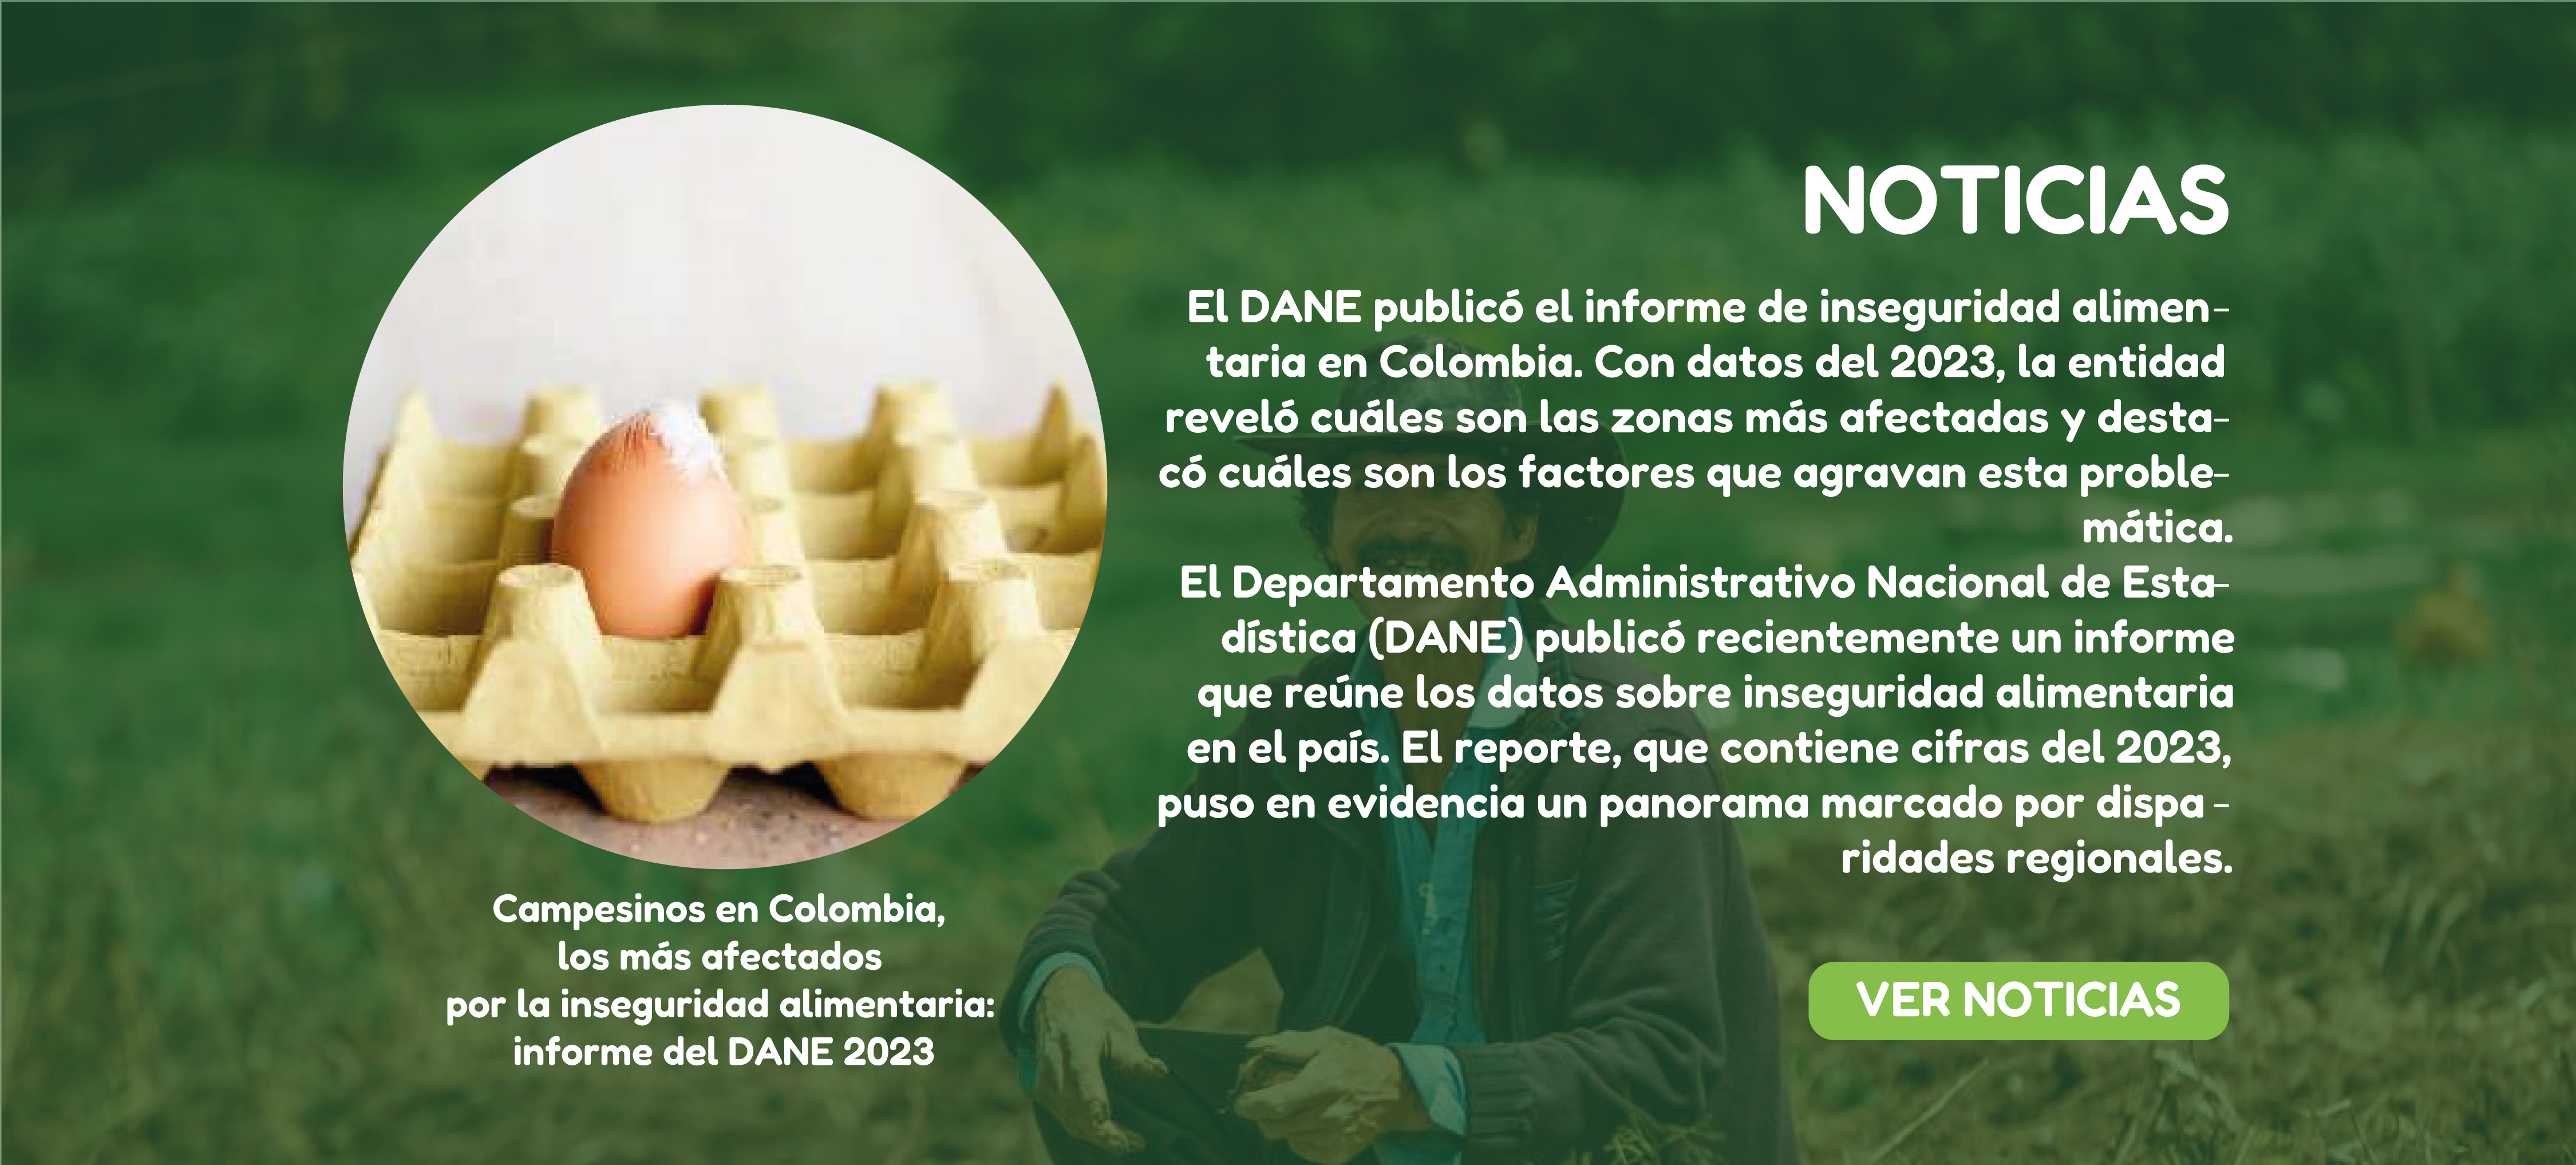 NOTICIAS
El DANE publicó el informe de inseguridad alimen-
taria en Colombia. Con datos del 2023, la entidad
reveló cuáles son las zonas más afectadas y desta-
có cuáles son los factores que agravan esta proble-
mática.
El Departamento Administrativo Nacional de Esta-
dística (DANE) publicó recientemente un informe
que reúne los datos sobre inseguridad alimentaria
en el país. El reporte, que contiene cifras del 2023,
puso en evidencia un panorama marcado por dispa -
ridades regionales.
Campesinos en Colombia,
los más afectados
por la inseguridad alimentaria:
informe del DANE 2023
VER NOTICIAS